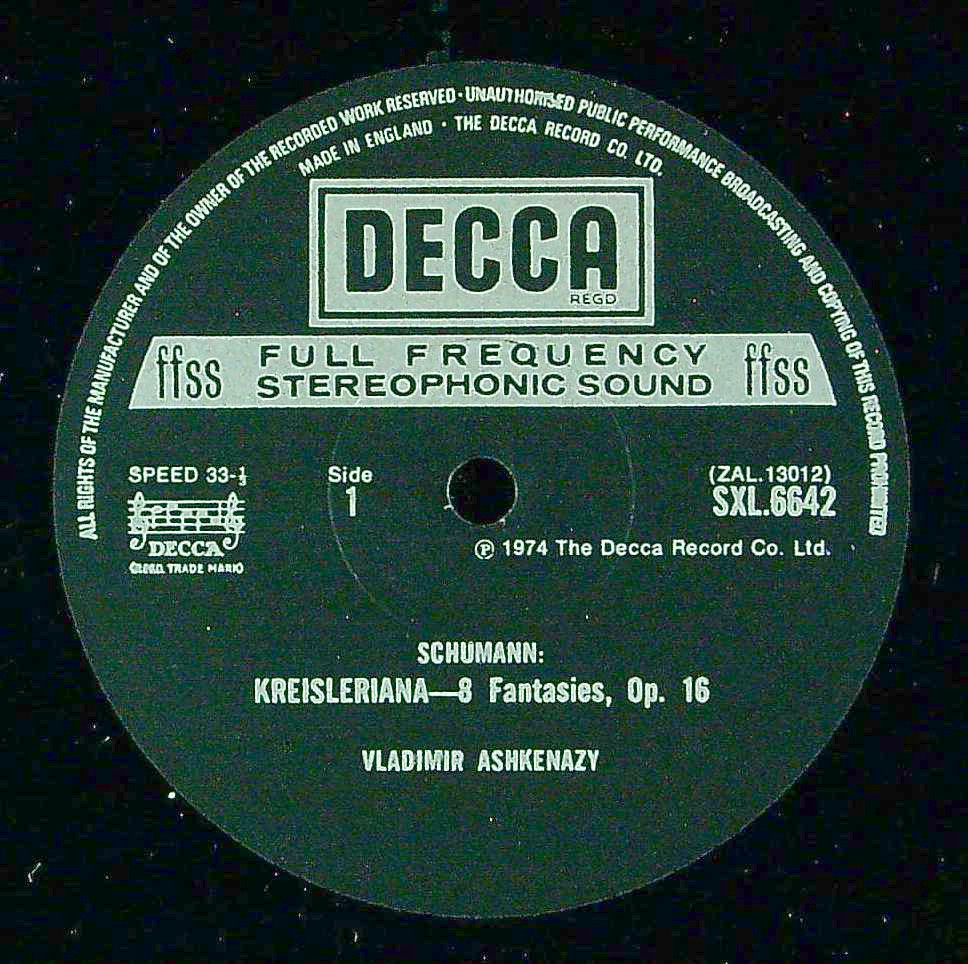 ALL RIGHTS OF THE MANUFACTURER AND OF THE OWNER OF THE RECORDED WORK RESERVED · UNAUTHORISED PUBLIC PERFORMANCE BROADCASTING AND COPYING OF THIS RECORD PROHIBITED
MADE IN ENGLAND · THE DECCA RECORD CO. LTD.
DECCA
REGD
ffss FULL FREQUENCY STEREOPHONIC SOUND ffss
SPEED 33-⅓
Side
1
(ZAL.13012)
SXL.6642
DECCA
TRADE MARK
℗ 1974 The Decca Record Co. Ltd.
SCHUMANN:
KREISLERIANA—8 Fantasies, Op. 16
VLADIMIR ASHKENAZY